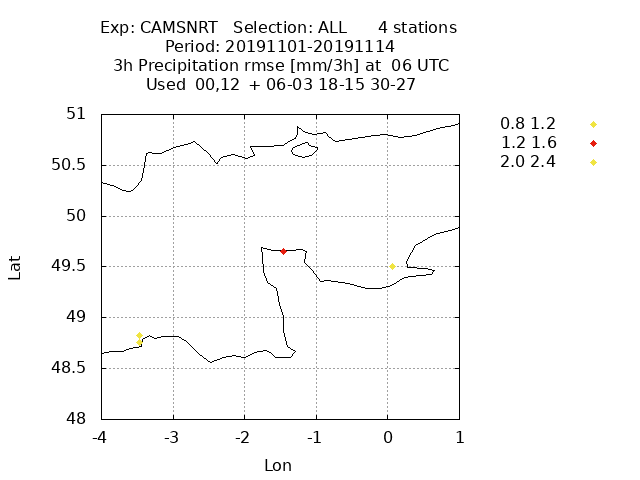 Exp: CAMSNRT   Selection: ALL      4 stations
Period: 20191101-20191114
3h Precipitation rmse [mm/3h] at  06 UTC
Used  00,12  + 06-03 18-15 30-27
0.8 1.2
1.2 1.6
2.0 2.4
51
50.5
50
49.5
49
48.5
48
Lat
-4 -3 -2 -1 0 1
Lon